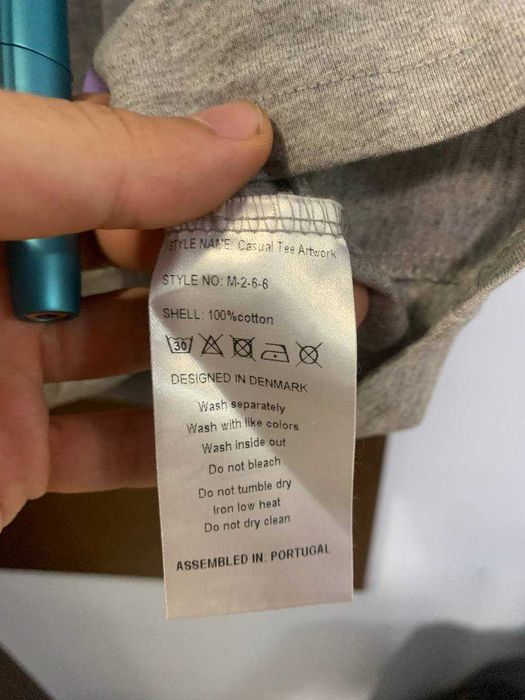 STYLE NAME: Casual Tee Artwork
STYLE NO: M-2-6-6
SHELL: 100%cotton
30
DESIGNED IN DENMARK
Wash separately
Wash with like colors
Wash inside out
Do not bleach
Do not tumble dry
Iron low heat
Do not dry clean
ASSEMBLED IN: PORTUGAL